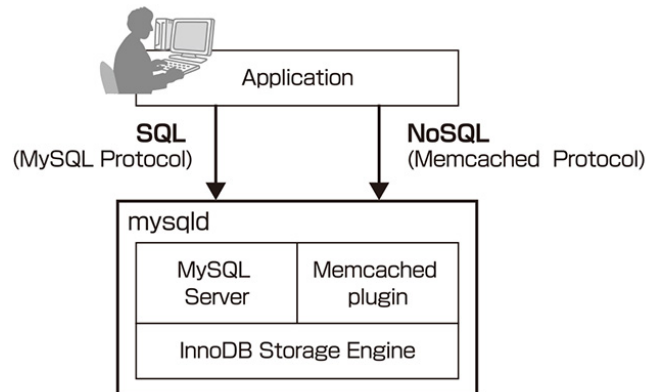 Application
SQL
(MySQL Protocol)
NoSQL
(Memcached Protocol)
mysqld
MySQL
Server
Memcached
plugin
InnoDB Storage Engine